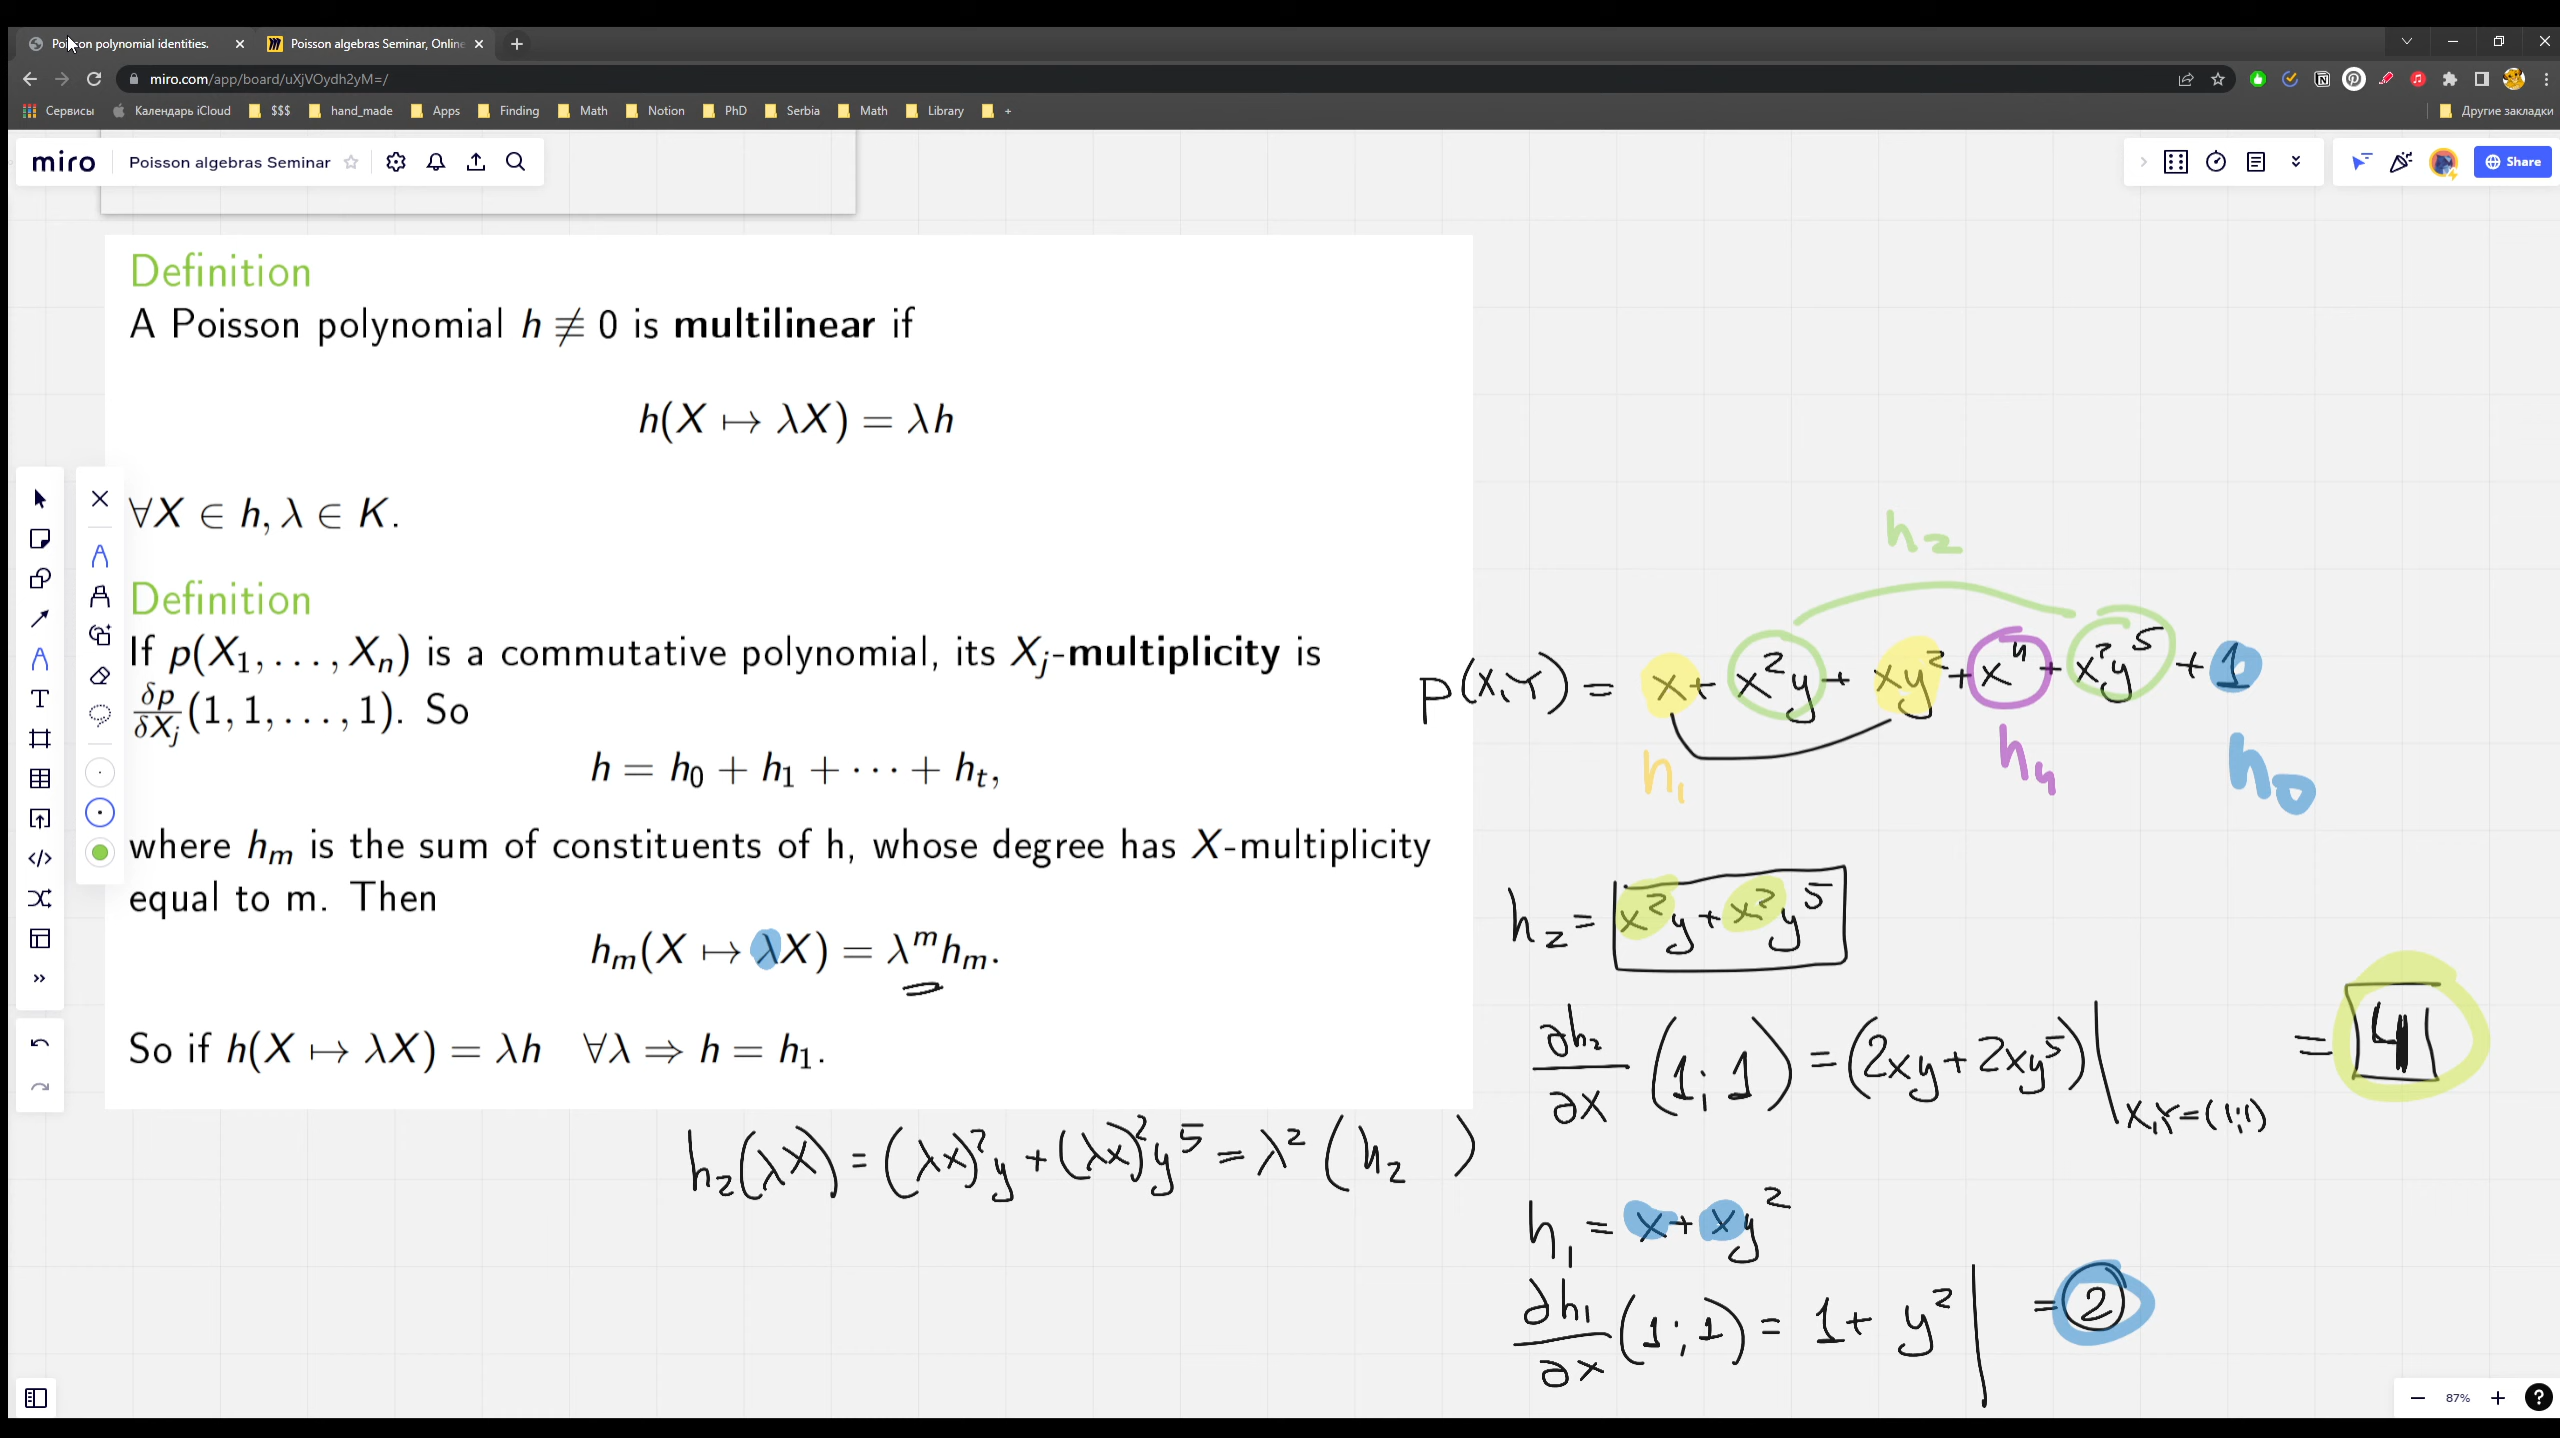 Poisson polynomial identities.
Poisson algebras Seminar, Online
miro.com/app/board/uXjVOydh2yM=/
Сервисы Календарь iCloud $$$ hand_made Apps Finding Math Notion PhD Serbia Math Library + Другие закладки
miro Poisson algebras Seminar Share
Definition
A Poisson polynomial h ≢ 0 is multilinear if
h(X ↦ λX) = λh
∀X ∈ h, λ ∈ K.
Definition
If p(X₁, . . . , Xₙ) is a commutative polynomial, its Xⱼ-multiplicity is
δp/δXⱼ(1, 1, . . . , 1). So
h = h₀ + h₁ + · · · + hₜ,
where hₘ is the sum of constituents of h, whose degree has X-multiplicity
equal to m. Then
hₘ(X ↦ λX) = λᵐhₘ.
So if h(X ↦ λX) = λh ∀λ ⇒ h = h₁.
h₂(λX) = (λx)²y + (λx)²y⁵ = λ² (h₂ )
h₂
p(X,Y) = x + x²y + xy² + x⁴ + x²y⁵ + 1
h₁ h₄ h₀
h₂ = x²y + x²y⁵
∂h₂/∂x (1; 1) = (2xy + 2xy⁵)| X,Y=(1;1) = 4
h₁ = x + xy²
∂h₁/∂x (1; 1) = 1 + y² | = 2
87%